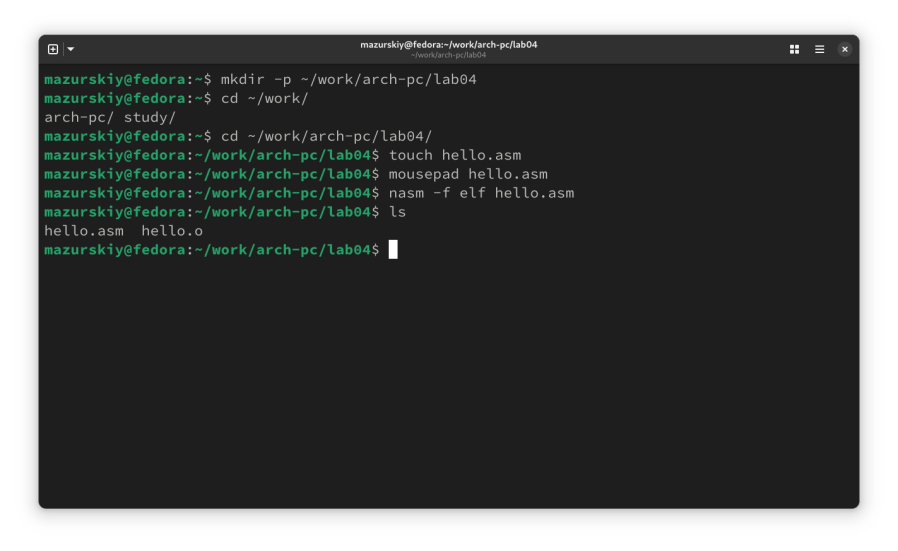 mazurskiy@fedora:~/work/arch-pc/lab04
~/work/arch-pc/lab04
mazurskiy@fedora:~$ mkdir -p ~/work/arch-pc/lab04
mazurskiy@fedora:~$ cd ~/work/
arch-pc/ study/
mazurskiy@fedora:~$ cd ~/work/arch-pc/lab04/
mazurskiy@fedora:~/work/arch-pc/lab04$ touch hello.asm
mazurskiy@fedora:~/work/arch-pc/lab04$ mousepad hello.asm
mazurskiy@fedora:~/work/arch-pc/lab04$ nasm -f elf hello.asm
mazurskiy@fedora:~/work/arch-pc/lab04$ ls
hello.asm  hello.o
mazurskiy@fedora:~/work/arch-pc/lab04$